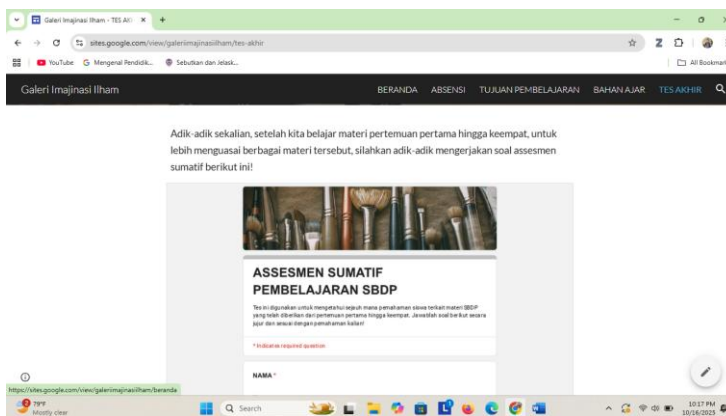 Galeri Imajinasi Ilham - TES AK
sites.google.com/view/galeriimajinasiilham/tes-akhir
YouTube
Mengenal Pendidik...
Sebutkan dan Jelask...
All Bookmar
Galeri Imajinasi Ilham
BERANDA
ABSENSI
TUJUAN PEMBELAJARAN
BAHAN AJAR
TES AKHIR
Adik-adik sekalian, setelah kita belajar materi pertemuan pertama hingga keempat, untuk
lebih menguasai berbagai materi tersebut, silahkan adik-adik mengerjakan soal assesmen
sumatif berikut ini!
ASSESMEN SUMATIF
PEMBELAJARAN SBDP
Tes ini digunakan untuk mengetahui sejauh mana pemahaman siswa terkait materi SBDP
yang telah diberikan dari pertemuan pertama hingga keempat. Jawablah soal berikut secara
jujur dan sesuai dengan pemahaman kalian!
* Indicates required question
NAMA *
https://sites.google.com/view/galeriimajinasiilham/beranda
79°F
Mostly clear
Search
10:17 PM
10/16/2025